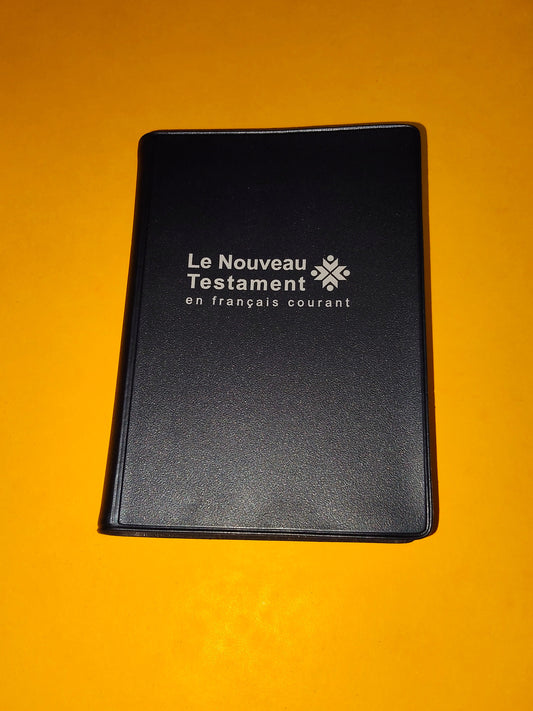 Le Nouveau
Testament
en français courant